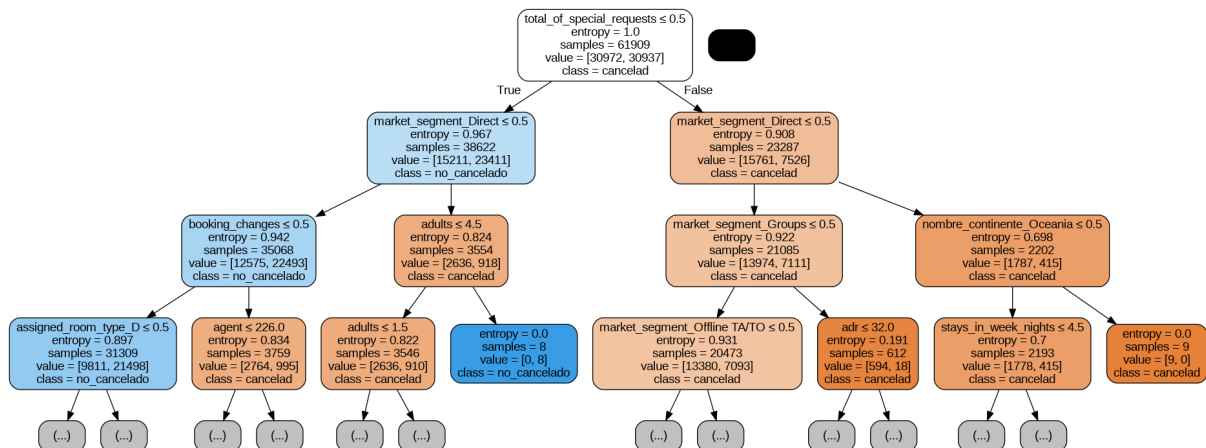 total_of_special_requests ≤ 0.5
entropy = 1.0
samples = 61909
value = [30972, 30937]
class = cancelad
True
False
market_segment_Direct ≤ 0.5
entropy = 0.967
samples = 38622
value = [15211, 23411]
class = no_cancelado
market_segment_Direct ≤ 0.5
entropy = 0.908
samples = 23287
value = [15761, 7526]
class = cancelad
booking_changes ≤ 0.5
entropy = 0.942
samples = 35068
value = [12575, 22493]
class = no_cancelado
adults ≤ 4.5
entropy = 0.824
samples = 3554
value = [2636, 918]
class = cancelad
market_segment_Groups ≤ 0.5
entropy = 0.922
samples = 21085
value = [13974, 7111]
class = cancelad
nombre_continente_Oceania ≤ 0.5
entropy = 0.698
samples = 2202
value = [1787, 415]
class = cancelad
assigned_room_type_D ≤ 0.5
entropy = 0.897
samples = 31309
value = [9811, 21498]
class = no_cancelado
agent ≤ 226.0
entropy = 0.834
samples = 3759
value = [2764, 995]
class = cancelad
adults ≤ 1.5
entropy = 0.822
samples = 3546
value = [2636, 910]
class = cancelad
entropy = 0.0
samples = 8
value = [0, 8]
class = no_cancelado
market_segment_Offline TA/TO ≤ 0.5
entropy = 0.931
samples = 20473
value = [13380, 7093]
class = cancelad
adr ≤ 32.0
entropy = 0.191
samples = 612
value = [594, 18]
class = cancelad
stays_in_week_nights ≤ 4.5
entropy = 0.7
samples = 2193
value = [1778, 415]
class = cancelad
entropy = 0.0
samples = 9
value = [9, 0]
class = cancelad
(...)
(...)
(...)
(...)
(...)
(...)
(...)
(...)
(...)
(...)
(...)
(...)